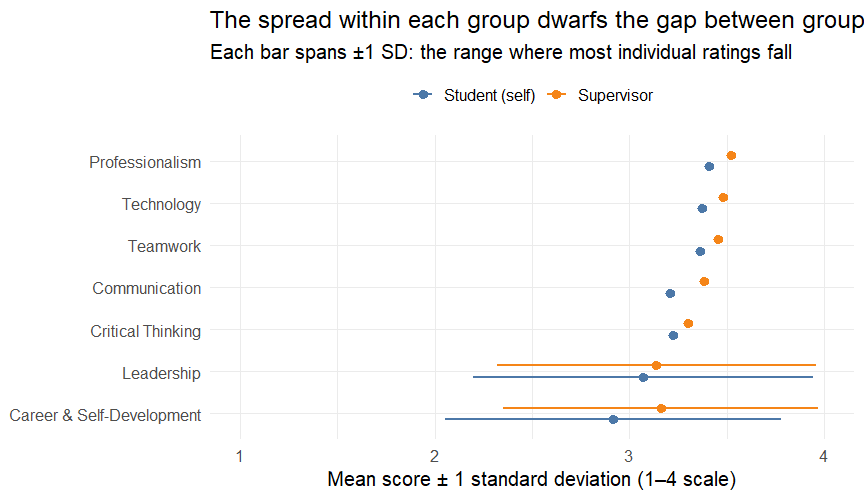 The spread within each group dwarfs the gap between group
Each bar spans ±1 SD: the range where most individual ratings fall
Student (self) Supervisor
Professionalism
Technology
Teamwork
Communication
Critical Thinking
Leadership
Career & Self-Development
1 2 3 4
Mean score ± 1 standard deviation (1–4 scale)